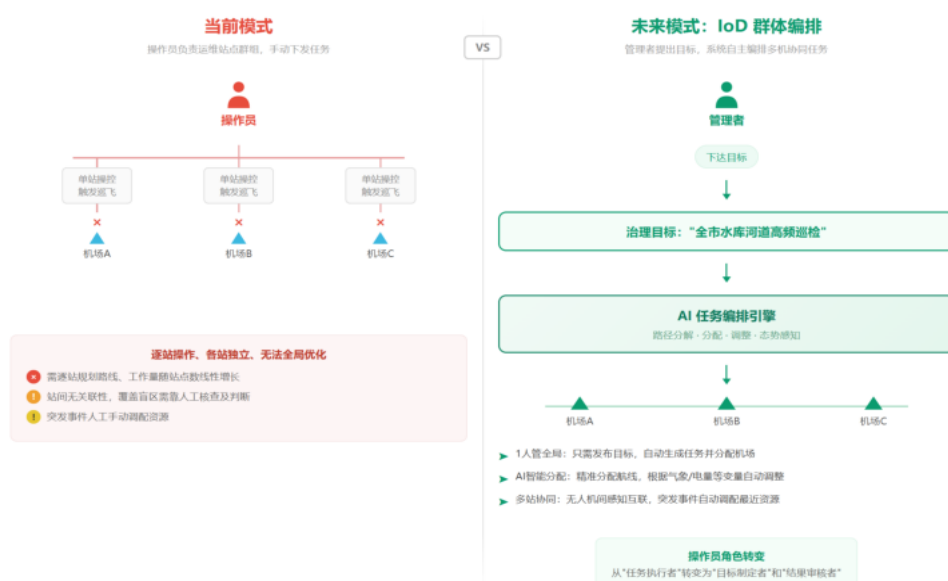 当前模式
操作员负责运维站点群组，手动下发任务
操作员
单站操控
触发巡飞
单站操控
触发巡飞
单站操控
触发巡飞
机场A
机场B
机场C
逐站操作、各站独立、无法全局优化
需逐站规划路线、工作量随站点数线性增长
站间无关联性，覆盖盲区需靠人工核查及判断
突发事件人工手动调配资源
VS
未来模式：IoD 群体编排
管理者提出目标，系统自主编排多机协同任务
管理者
下达目标
治理目标："全市水库河道高频巡检"
AI 任务编排引擎
路径分解 · 分配 · 调整 · 态势感知
机场A
机场B
机场C
1人管全局：只需发布目标，自动生成任务并分配机场
AI智能分配：精准分配航线，根据气象/电量等变量自动调整
多站协同：无人机间感知互联，突发事件自动调配最近资源
操作员角色转变
从"任务执行者"转变为"目标制定者"和"结果审核者"